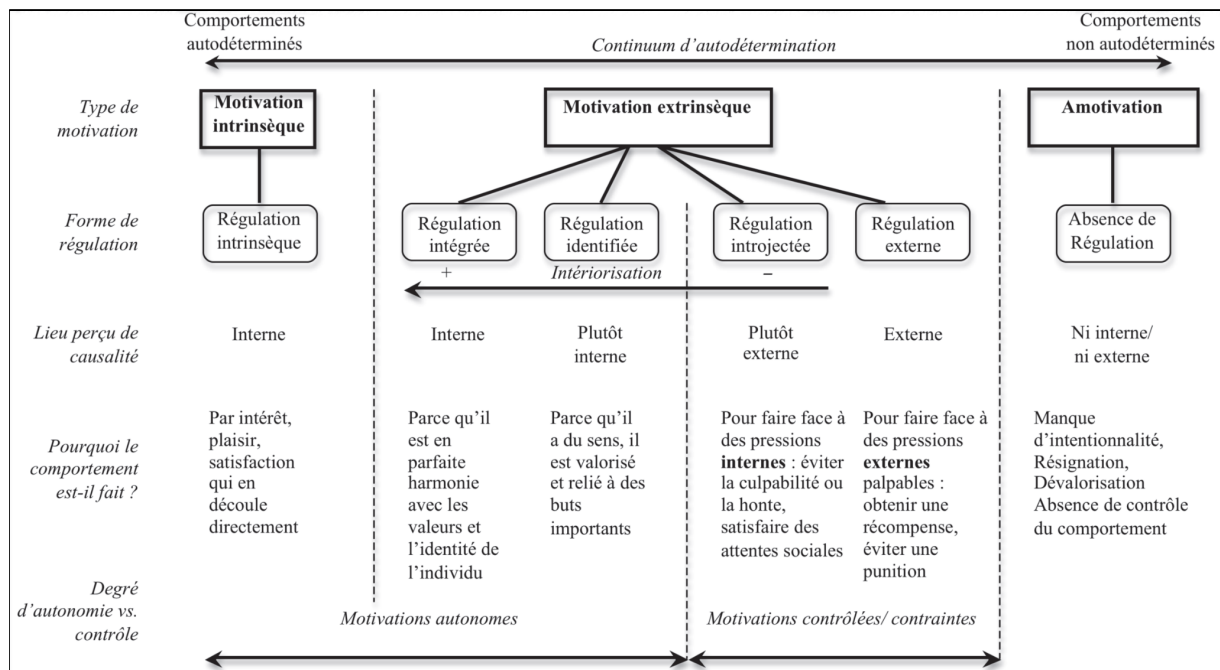 Comportements
autodéterminés
Continuum d'autodétermination
Comportements
non autodéterminés
Type de
motivation
Motivation
intrinsèque
Motivation extrinsèque
Amotivation
Forme de
régulation
Régulation
intrinsèque
Régulation
intégrée
Régulation
identifiée
Régulation
introjectée
Régulation
externe
Absence de
Régulation
+
Intériorisation
–
Lieu perçu de
causalité
Interne
Interne
Plutôt
interne
Plutôt
externe
Externe
Ni interne/
ni externe
Pourquoi le
comportement
est-il fait ?
Par intérêt,
plaisir,
satisfaction
qui en
découle
directement
Parce qu'il
est en
parfaite
harmonie
avec les
valeurs et
l'identité de
l'individu
Parce qu'il
a du sens, il
est valorisé
et relié à des
buts
importants
Pour faire face à
des pressions
internes : éviter
la culpabilité ou
la honte,
satisfaire des
attentes sociales
Pour faire face à
des pressions
externes
palpables :
obtenir une
récompense,
éviter une
punition
Manque
d'intentionnalité,
Résignation,
Dévalorisation
Absence de contrôle
du comportement
Degré
d'autonomie vs.
contrôle
Motivations autonomes
Motivations contrôlées/ contraintes